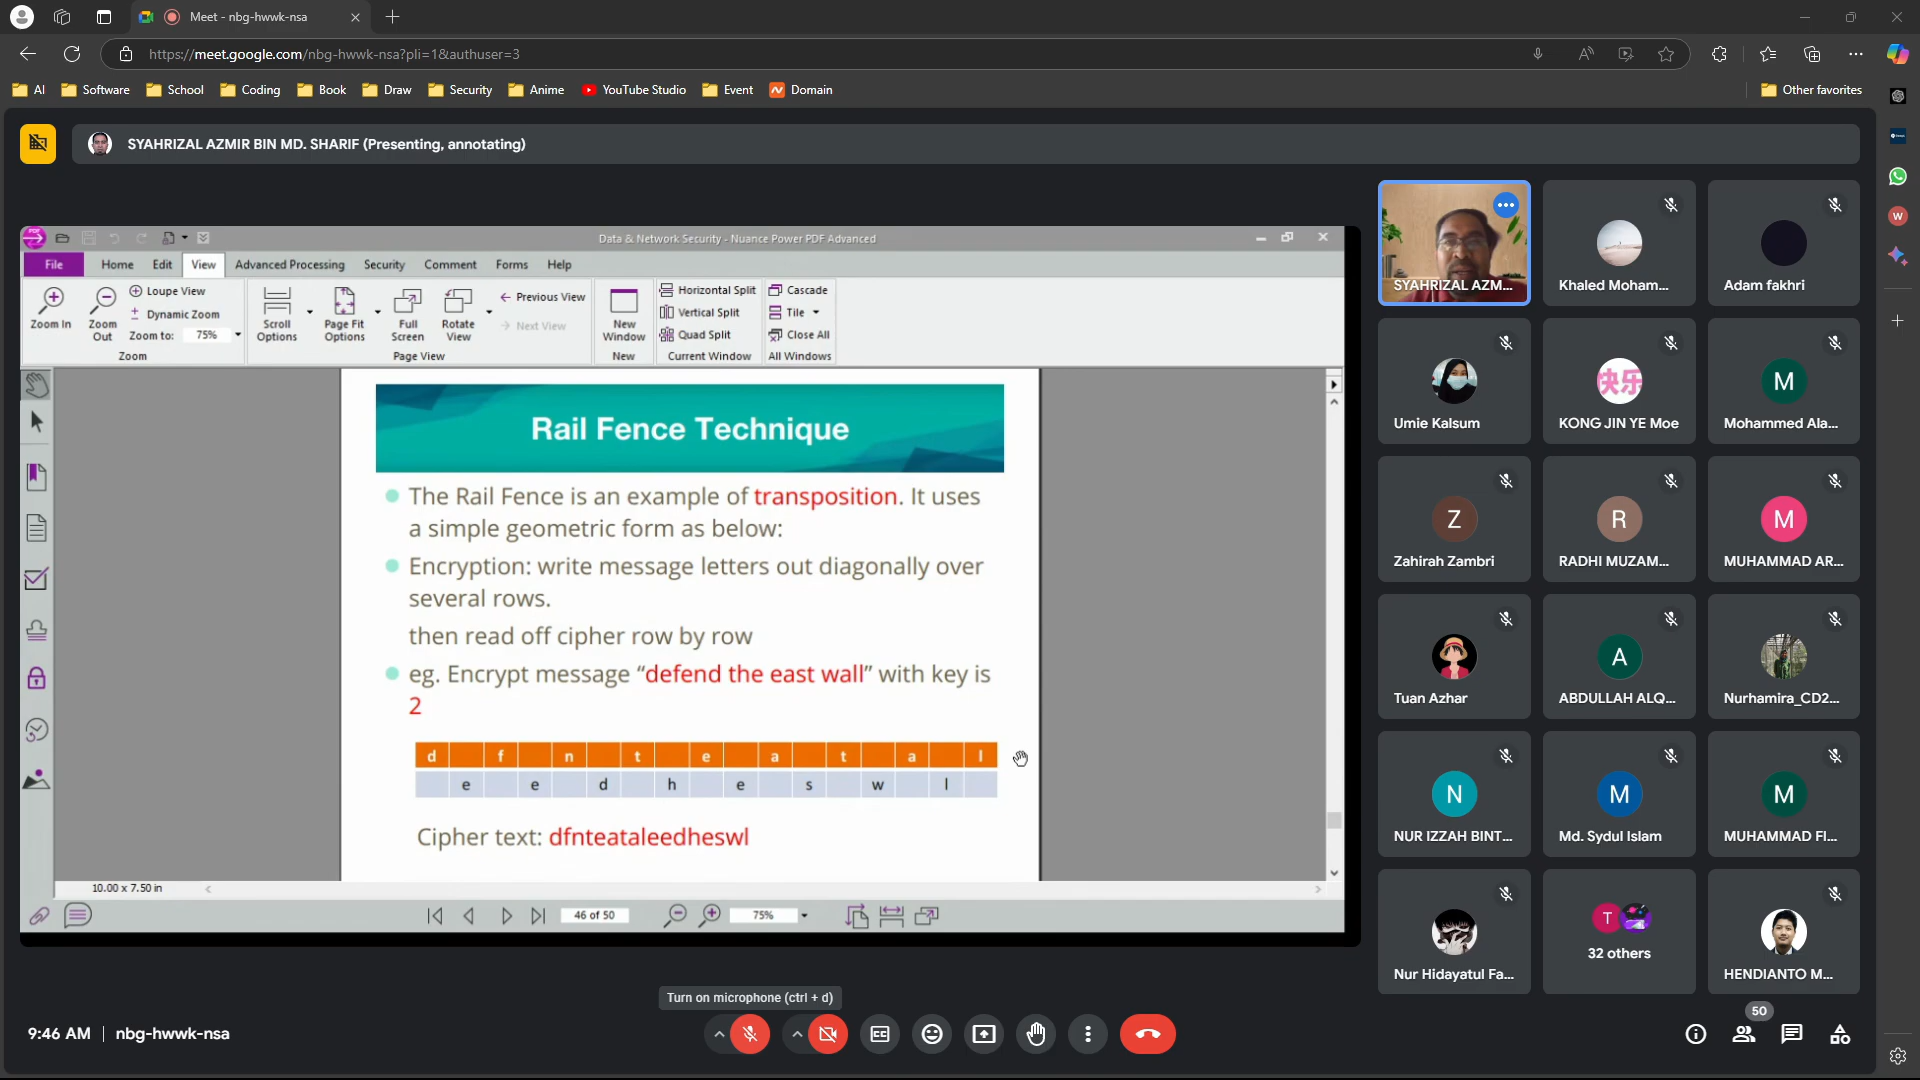 Meet - nbg-hwwk-nsa
https://meet.google.com/nbg-hwwk-nsa?pli=1&authuser=3
AI
Software
School
Coding
Book
Draw
Security
Anime
YouTube Studio
Event
Domain
Other favorites
SYAHRIZAL AZMIR BIN MD. SHARIF (Presenting, annotating)
Data & Network Security - Nuance Power PDF Advanced
File Home Edit View Advanced Processing Security Comment Forms Help
Zoom In
Zoom Out
Loupe View
Dynamic Zoom
Zoom to: 75%
Zoom
Scroll Options
Page Fit Options
Full Screen
Rotate View
Previous View
Next View
Page View
New Window
New
Horizontal Split
Vertical Split
Quad Split
Current Window
Cascade
Tile
Close All
All Windows
Rail Fence Technique
The Rail Fence is an example of transposition. It uses
a simple geometric form as below:
Encryption: write message letters out diagonally over
several rows.
then read off cipher row by row
eg. Encrypt message “defend the east wall” with key is
2
d f n t e a t a l
e e d h e s w l
Cipher text: dfnteataleedheswl
10.00 x 7.50 in
46 of 50
75%
SYAHRIZAL AZM...
Khaled Moham...
Adam fakhri
Umie Kalsum
快乐
KONG JIN YE Moe
M
Mohammed Ala...
Z
Zahirah Zambri
R
RADHI MUZAM...
M
MUHAMMAD AR...
Tuan Azhar
A
ABDULLAH ALQ...
Nurhamira_CD2...
N
NUR IZZAH BINT...
M
Md. Sydul Islam
M
MUHAMMAD FI...
Nur Hidayatul Fa...
T
32 others
HENDIANTO M...
Turn on microphone (ctrl + d)
9:46 AM | nbg-hwwk-nsa
50